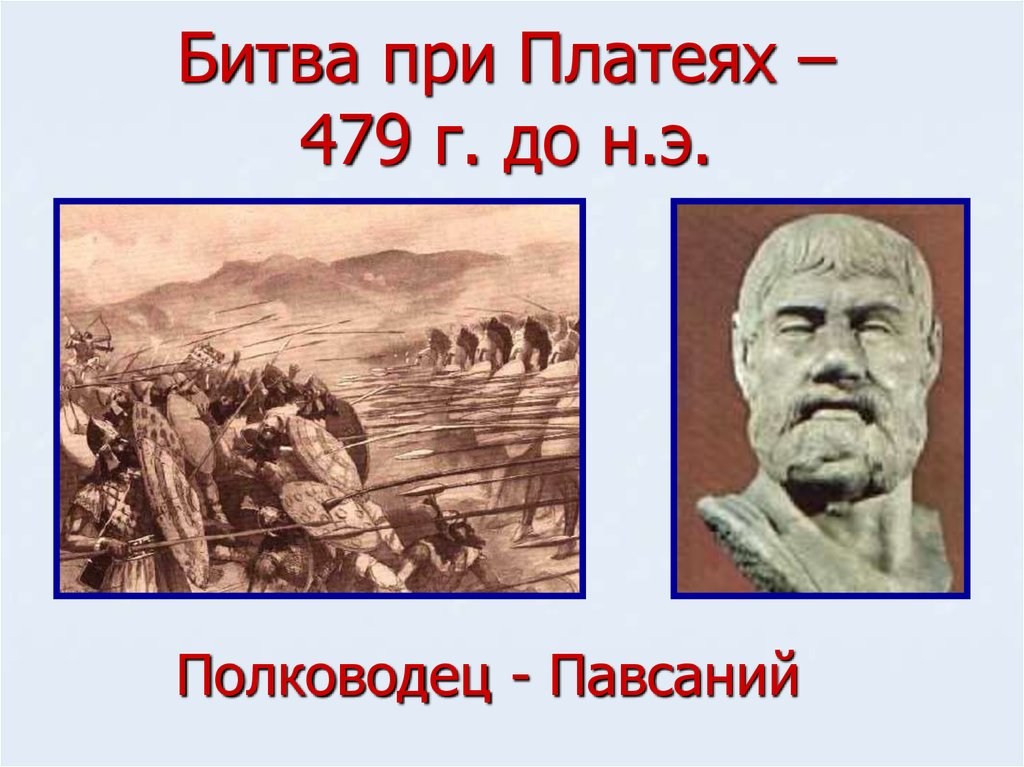 Битва при Платеях –
479 г. до н.э.
Полководец - Павсаний